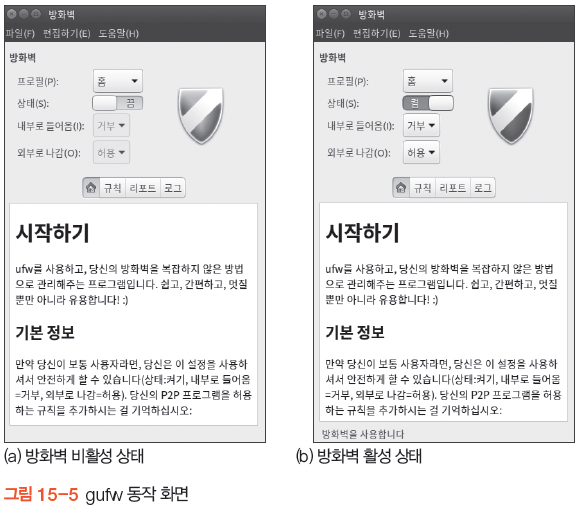 방화벽
파일(F) 편집하기(E) 도움말(H)
방화벽
프로필(P): 홈
상태(S): 끔
내부로 들어옴(I): 거부
외부로 나감(O): 허용
규칙 리포트 로그
시작하기
ufw를 사용하고, 당신의 방화벽을 복잡하지 않은 방법
으로 관리해주는 프로그램입니다. 쉽고, 간편하고, 멋질
뿐만 아니라 유용합니다! :)
기본 정보
만약 당신이 보통 사용자라면, 당신은 이 설정을 사용하
셔서 안전하게 할 수 있습니다(상태:켜기, 내부로 들어옴
=거부, 외부로 나감=허용). 당신의 P2P 프로그램을 허용
하는 규칙을 추가하시는 걸 기억하십시오:
(a) 방화벽 비활성 상태
방화벽
파일(F) 편집하기(E) 도움말(H)
방화벽
프로필(P): 홈
상태(S): 켬
내부로 들어옴(I): 거부
외부로 나감(O): 허용
규칙 리포트 로그
시작하기
ufw를 사용하고, 당신의 방화벽을 복잡하지 않은 방법
으로 관리해주는 프로그램입니다. 쉽고, 간편하고, 멋질
뿐만 아니라 유용합니다! :)
기본 정보
만약 당신이 보통 사용자라면, 당신은 이 설정을 사용하
셔서 안전하게 할 수 있습니다(상태:켜기, 내부로 들어옴
=거부, 외부로 나감=허용). 당신의 P2P 프로그램을 허용
하는 규칙을 추가하시는 걸 기억하십시오:
방화벽을 사용합니다
(b) 방화벽 활성 상태
그림 15-5 gufw 동작 화면